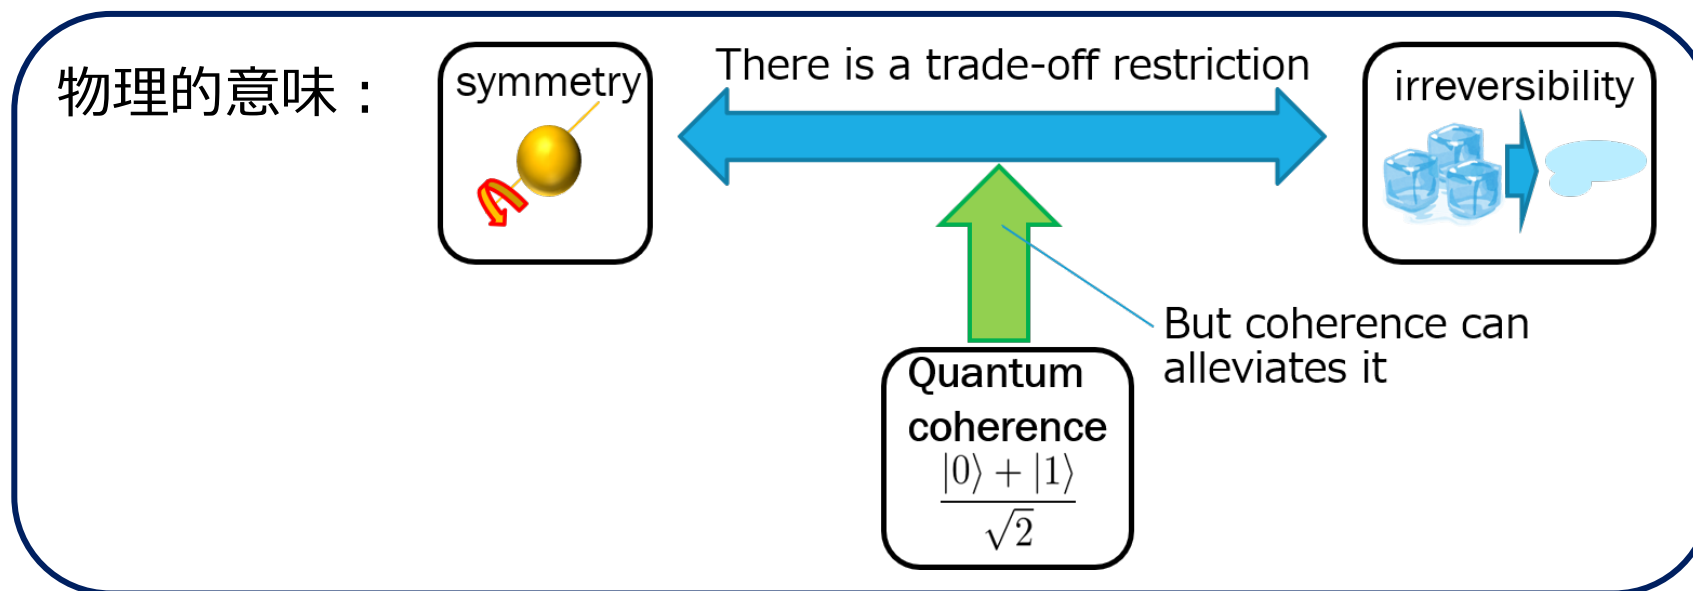 物理的意味：
symmetry
There is a trade-off restriction
irreversibility
But coherence can
alleviates it
Quantum
coherence
|0⟩ + |1⟩
√2